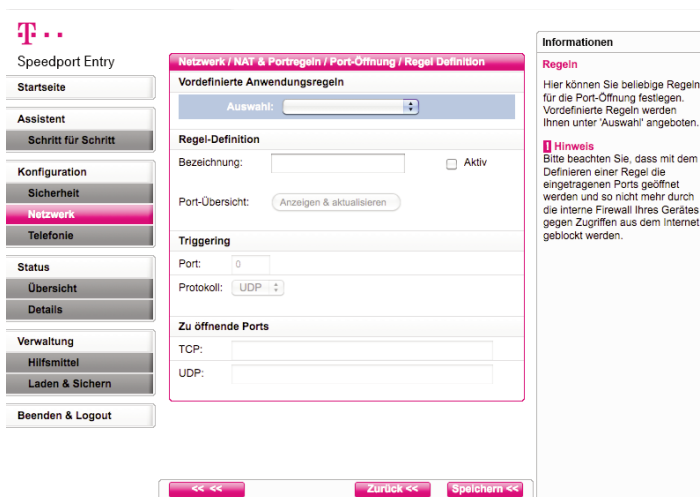 T··
Speedport Entry
Startseite
Assistent
Schritt für Schritt
Konfiguration
Sicherheit
Netzwerk
Telefonie
Status
Übersicht
Details
Verwaltung
Hilfsmittel
Laden & Sichern
Beenden & Logout
Netzwerk / NAT & Portregeln / Port-Öffnung / Regel Definition
Vordefinierte Anwendungsregeln
Auswahl:
Regel-Definition
Bezeichnung:
Aktiv
Port-Übersicht:
Anzeigen & aktualisieren
Triggering
Port:
0
Protokoll:
UDP
Zu öffnende Ports
TCP:
UDP:
<< <<
Zurück <<
Speichern <<
Informationen
Regeln
Hier können Sie beliebige Regeln
für die Port-Öffnung festlegen.
Vordefinierte Regeln werden
Ihnen unter 'Auswahl' angeboten.
! Hinweis
Bitte beachten Sie, dass mit dem
Definieren einer Regel die
eingetragenen Ports geöffnet
werden und so nicht mehr durch
die interne Firewall Ihres Gerätes
gegen Zugriffen aus dem Internet
geblockt werden.